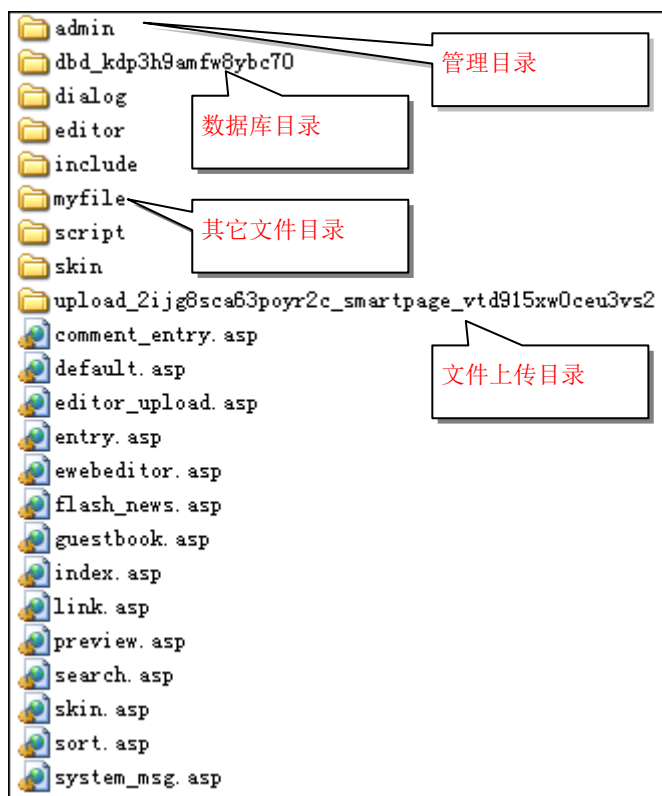 admin
管理目录
dbd_kdp3h9amfw8ybc70
dialog
editor
数据库目录
include
myfile
script
其它文件目录
skin
upload_2ijg8sca63poyr2c_smartpage_vtd915xw0ceu3vs2
comment_entry.asp
default.asp
文件上传目录
editor_upload.asp
entry.asp
ewebeditor.asp
flash_news.asp
guestbook.asp
index.asp
link.asp
preview.asp
search.asp
skin.asp
sort.asp
system_msg.asp